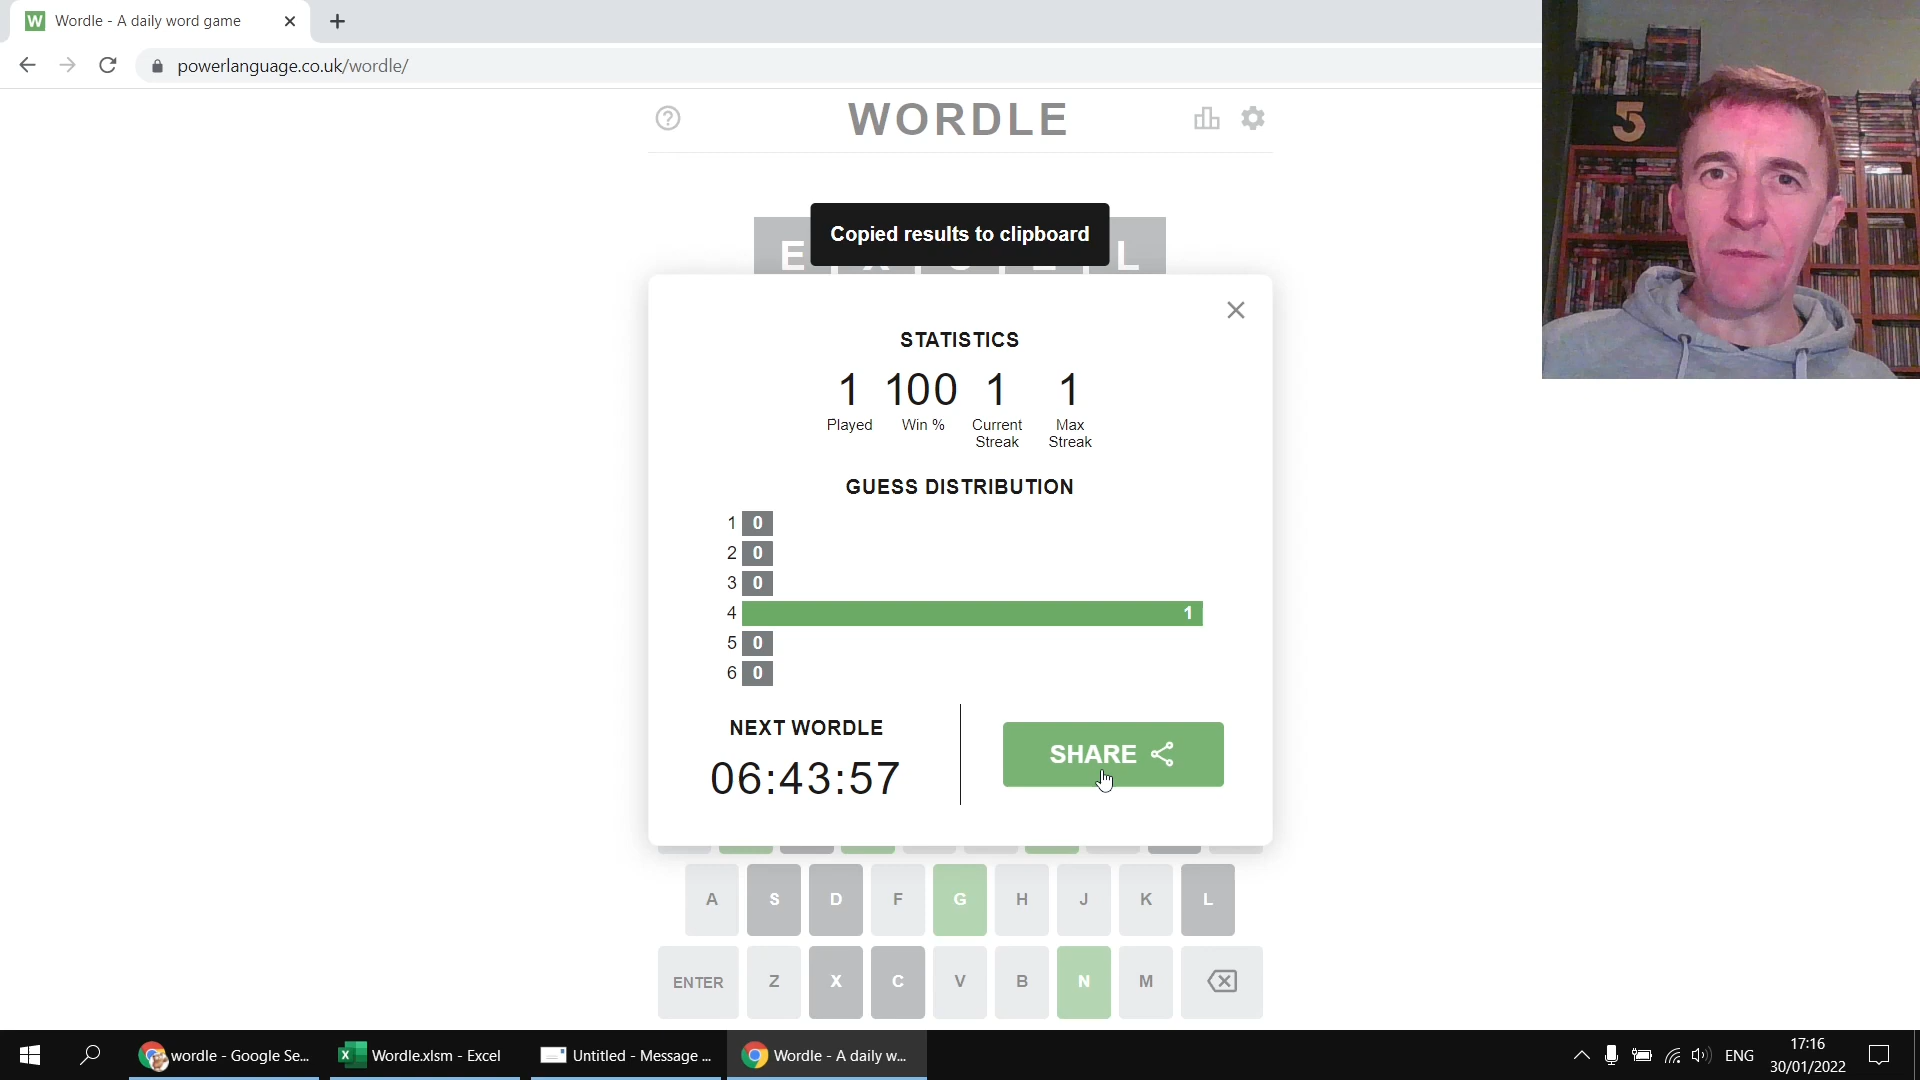 Wordle - A daily word game
powerlanguage.co.uk/wordle/
WORDLE
5
Copied results to clipboard
E L
STATISTICS
1 100 1 1
Played Win % Current Streak Max Streak
GUESS DISTRIBUTION
1 0
2 0
3 0
4 1
5 0
6 0
NEXT WORDLE
06:43:57
SHARE
A S D F G H J K L
ENTER Z X C V B N M
wordle - Google Se...
Wordle.xlsm - Excel
Untitled - Message ...
Wordle - A daily w...
ENG
17:16
30/01/2022